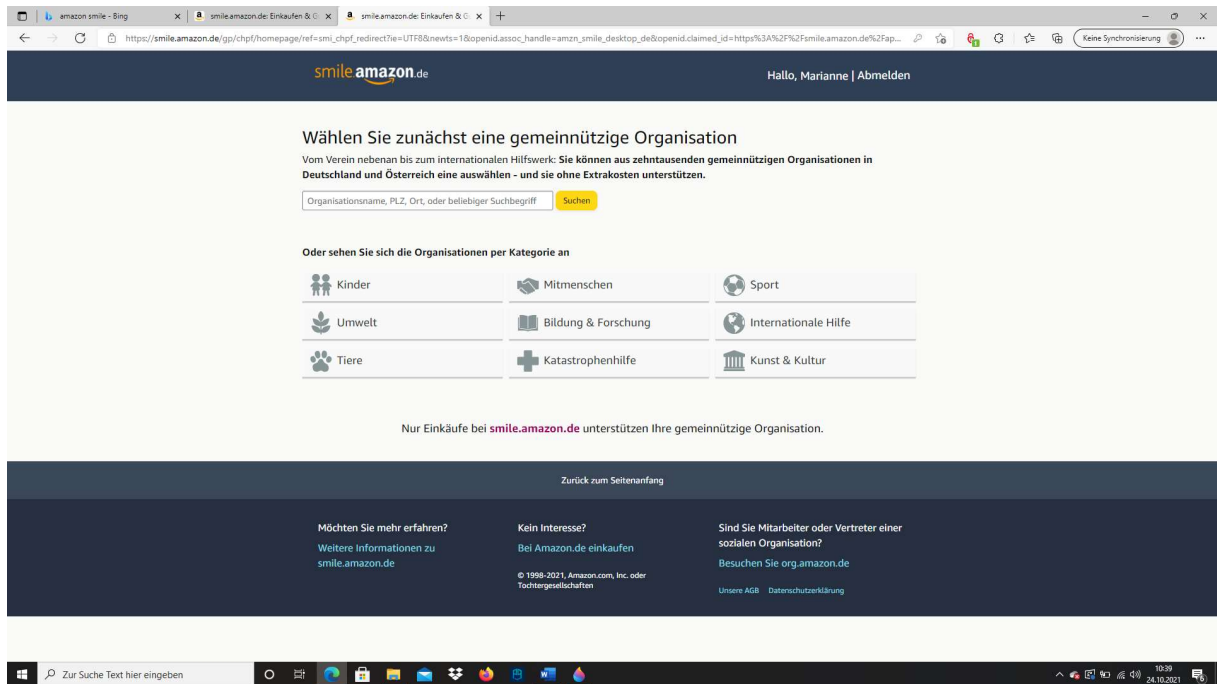 amazon smile - Bing
smile.amazon.de: Einkaufen & G
smile.amazon.de: Einkaufen & G
https://smile.amazon.de/gp/chpf/homepage/ref=smi_chpf_redirect?ie=UTF8&newts=1&openid.assoc_handle=amzn_smile_desktop_de&openid.claimed_id=https%3A%2F%2Fsmile.amazon.de%2Fap...
Keine Synchronisierung
smile.amazon.de
Hallo, Marianne | Abmelden
Wählen Sie zunächst eine gemeinnützige Organisation
Vom Verein nebenan bis zum internationalen Hilfswerk: Sie können aus zehntausenden gemeinnützigen Organisationen in
Deutschland und Österreich eine auswählen - und sie ohne Extrakosten unterstützen.
Organisationsname, PLZ, Ort, oder beliebiger Suchbegriff
Suchen
Oder sehen Sie sich die Organisationen per Kategorie an
Kinder
Mitmenschen
Sport
Umwelt
Bildung & Forschung
Internationale Hilfe
Tiere
Katastrophenhilfe
Kunst & Kultur
Nur Einkäufe bei smile.amazon.de unterstützen Ihre gemeinnützige Organisation.
Zurück zum Seitenanfang
Möchten Sie mehr erfahren?
Weitere Informationen zu
smile.amazon.de
Kein Interesse?
Bei Amazon.de einkaufen
© 1998-2021, Amazon.com, Inc. oder
Tochtergesellschaften
Sind Sie Mitarbeiter oder Vertreter einer
sozialen Organisation?
Besuchen Sie org.amazon.de
Unsere AGB Datenschutzerklärung
Zur Suche Text hier eingeben
10:39
24.10.2021